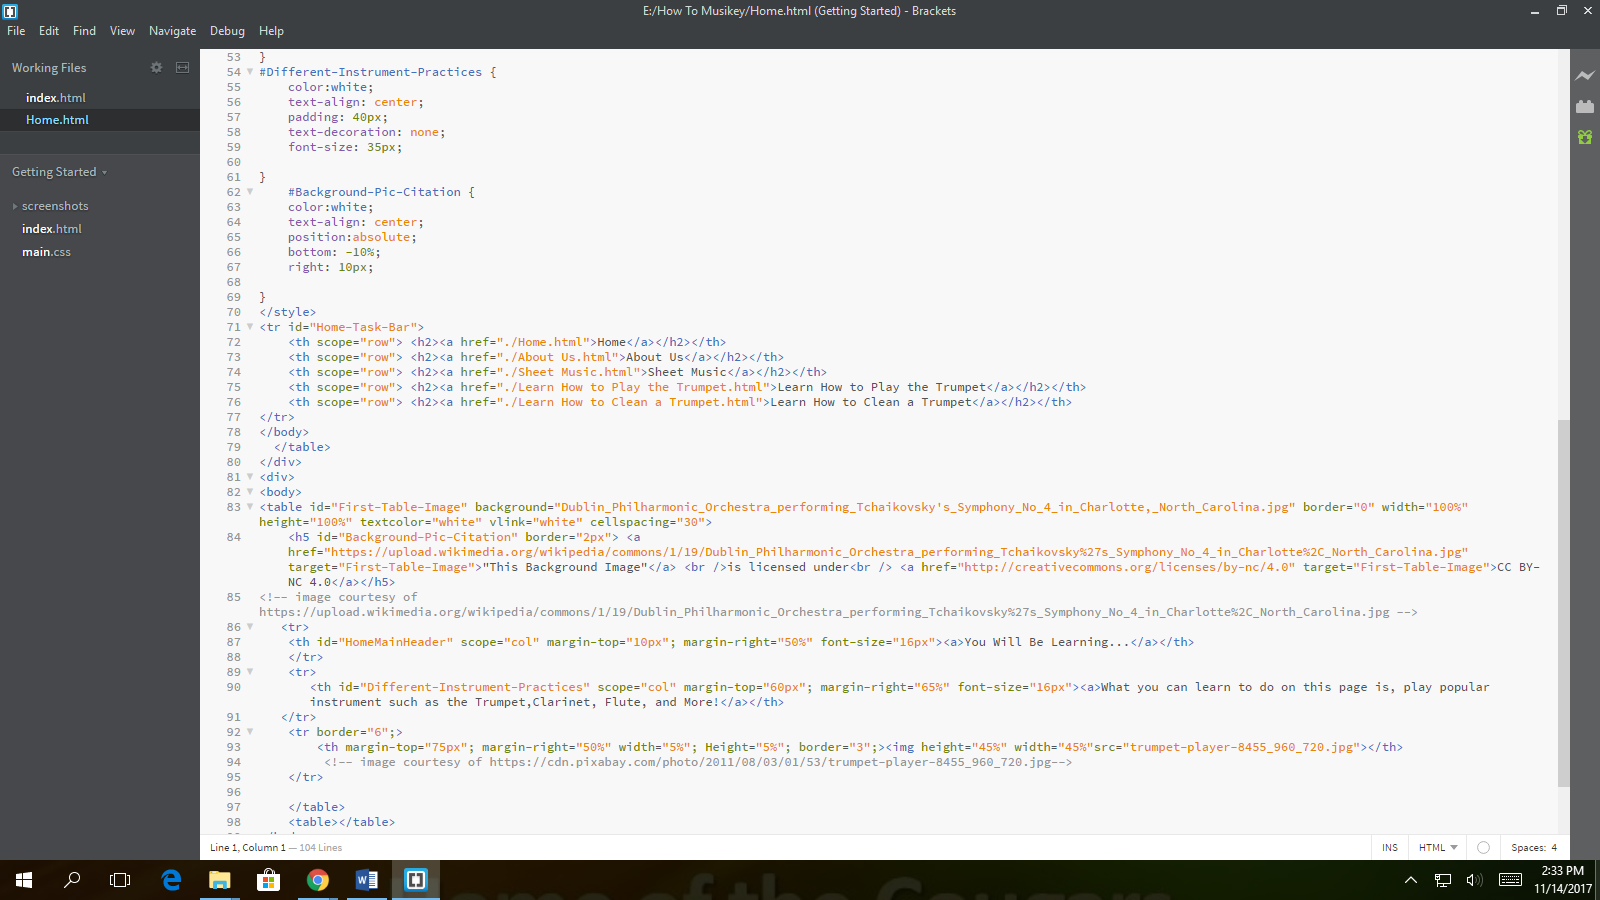 E:/How To Musikey/Home.html (Getting Started) - Brackets
File Edit Find View Navigate Debug Help
Working Files
index.html
Home.html
Getting Started
screenshots
index.html
main.css
53 }
54 #Different-Instrument-Practices {
55 color:white;
56 text-align: center;
57 padding: 40px;
58 text-decoration: none;
59 font-size: 35px;
60
61 }
62 #Background-Pic-Citation {
63 color:white;
64 text-align: center;
65 position:absolute;
66 bottom: -10%;
67 right: 10px;
68
69 }
70 </style>
71 <tr id="Home-Task-Bar">
72 <th scope="row"> <h2><a href="./Home.html">Home</a></h2></th>
73 <th scope="row"> <h2><a href="./About Us.html">About Us</a></h2></th>
74 <th scope="row"> <h2><a href="./Sheet Music.html">Sheet Music</a></h2></th>
75 <th scope="row"> <h2><a href="./Learn How to Play the Trumpet.html">Learn How to Play the Trumpet</a></h2></th>
76 <th scope="row"> <h2><a href="./Learn How to Clean a Trumpet.html">Learn How to Clean a Trumpet</a></h2></th>
77 </tr>
78 </body>
79 </table>
80 </div>
81 <div>
82 <body>
83 <table id="First-Table-Image" background="Dublin_Philharmonic_Orchestra_performing_Tchaikovsky's_Symphony_No_4_in_Charlotte,_North_Carolina.jpg" border="0" width="100%"
height="100%" textcolor="white" vlink="white" cellspacing="30">
84 <h5 id="Background-Pic-Citation" border="2px"> <a
href="https://upload.wikimedia.org/wikipedia/commons/1/19/Dublin_Philharmonic_Orchestra_performing_Tchaikovsky%27s_Symphony_No_4_in_Charlotte%2C_North_Carolina.jpg"
target="First-Table-Image">"This Background Image"</a> <br />is licensed under<br /> <a href="http://creativecommons.org/licenses/by-nc/4.0" target="First-Table-Image">CC BY-
NC 4.0</a></h5>
85 <!-- image courtesy of
https://upload.wikimedia.org/wikipedia/commons/1/19/Dublin_Philharmonic_Orchestra_performing_Tchaikovsky%27s_Symphony_No_4_in_Charlotte%2C_North_Carolina.jpg -->
86 <tr>
87 <th id="HomeMainHeader" scope="col" margin-top="10px"; margin-right="50%" font-size="16px"><a>You Will Be Learning...</a></th>
88 </tr>
89 <tr>
90 <th id="Different-Instrument-Practices" scope="col" margin-top="60px"; margin-right="65%" font-size="16px"><a>What you can learn to do on this page is, play popular
instrument such as the Trumpet,Clarinet, Flute, and More!</a></th>
91 </tr>
92 <tr border="6";>
93 <th margin-top="75px"; margin-right="50%" width="5%"; Height="5%"; border="3";><img height="45%" width="45%"src="trumpet-player-8455_960_720.jpg"></th>
94 <!-- image courtesy of https://cdn.pixabay.com/photo/2011/08/03/01/53/trumpet-player-8455_960_720.jpg-->
95 </tr>
96
97 </table>
98 <table></table>
Line 1, Column 1 — 104 Lines
INS HTML Spaces: 4
2:33 PM
11/14/2017
of the Cougars